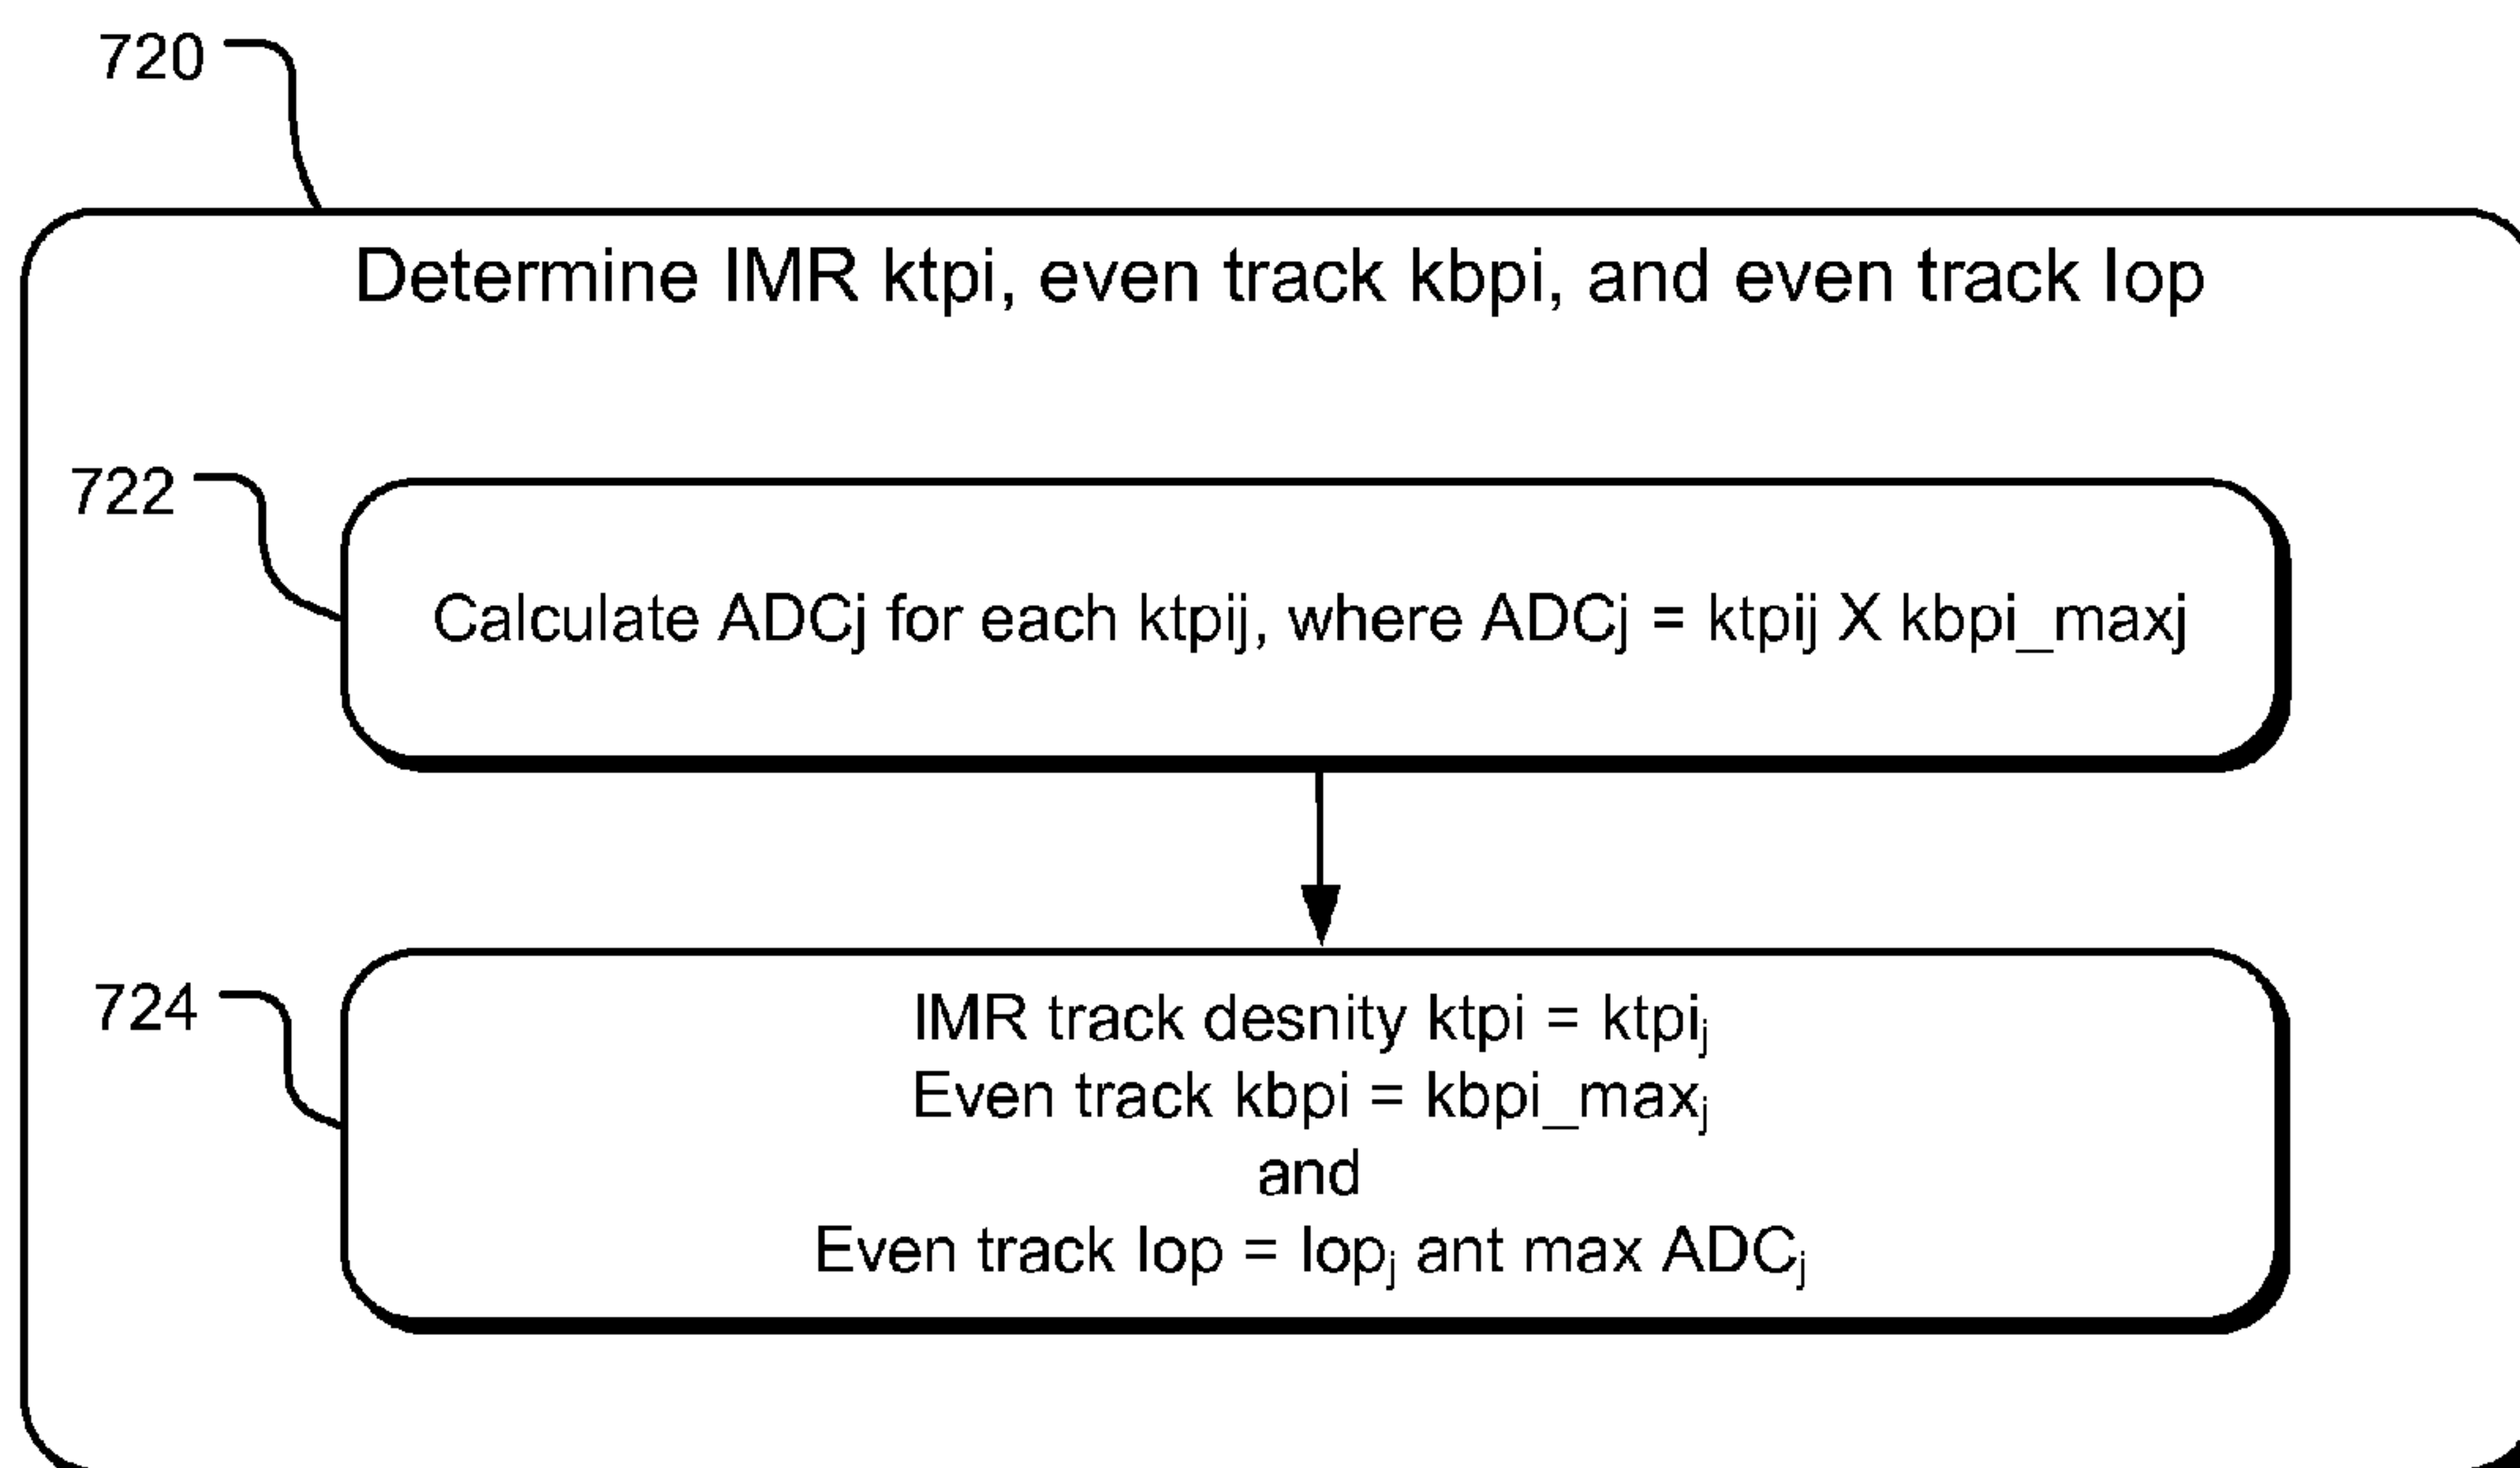 720
Determine IMR ktpi, even track kbpi, and even track Iop
722
Calculate ADCj for each ktpij, where ADCj = ktpij X kbpi_maxj
724
IMR track desnity ktpi = ktpij
Even track kbpi = kbpi_maxj
and
Even track Iop = Iopj ant max ADCj